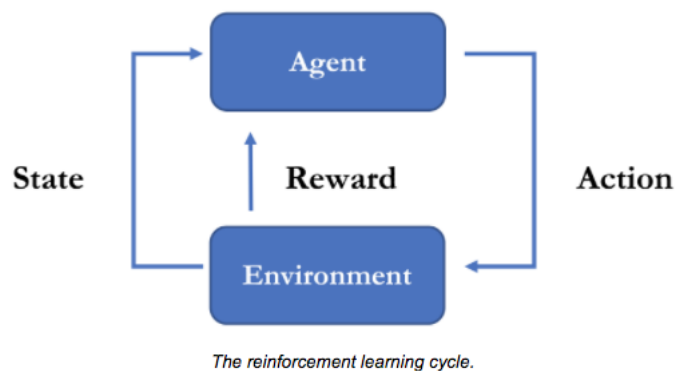 Agent
State
Reward
Action
Environment
The reinforcement learning cycle.